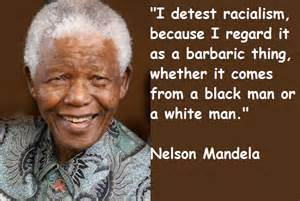 "I detest racialism,
because I regard it
as a barbaric thing,
whether it comes
from a black man or
a white man."
Nelson Mandela